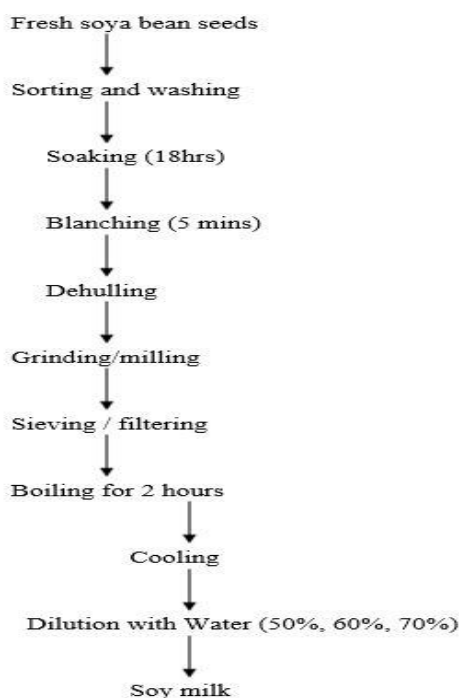 Fresh soya bean seeds
Sorting and washing
Soaking (18hrs)
Blanching (5 mins)
Dehulling
Grinding/milling
Sieving / filtering
Boiling for 2 hours
Cooling
Dilution with Water (50%, 60%, 70%)
Soy milk